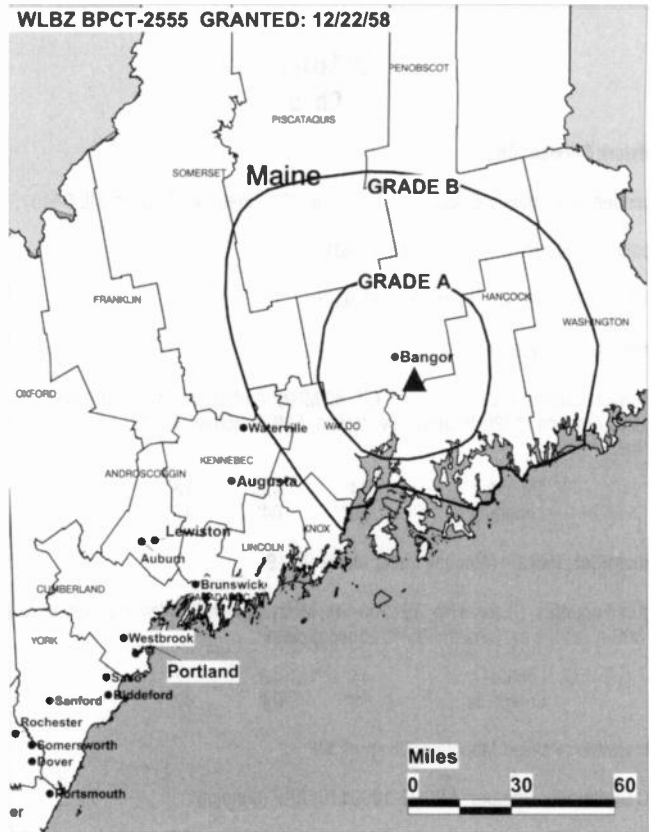 WLBZ BPCT-2555 GRANTED: 12/22/58
PENOBSCOT
PISCATAQUIS
SOMERSET
Maine
GRADE B
GRADE A
HANCOCK
FRANKLIN
WASHINGTON
Bangor
OXFORD
WALDO
Waterville
KENNEBEC
ANDROSCOGGIN
Augusta
KNOX
Lewiston
LINCOLN
Auburn
Brunswick
CUMBERLAND
YORK
Westbrook
Portland
Sanford
Biddeford
Rochester
Somersworth
Dover
Miles
Portsmouth
0 30 60
er